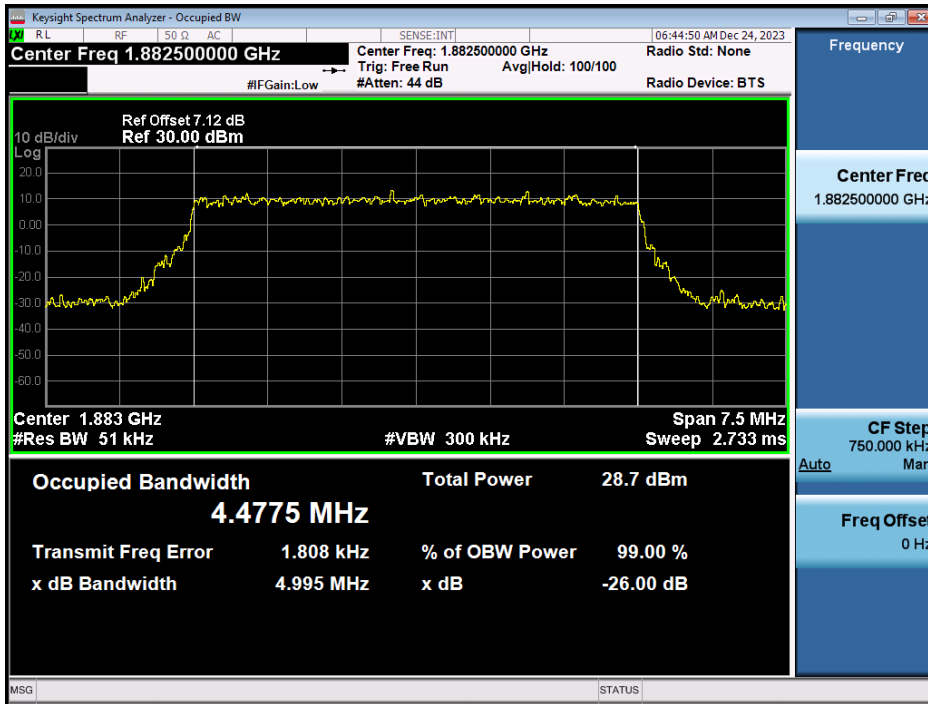 Keysight Spectrum Analyzer - Occupied BW
LXI RL RF 50 Ω AC SENSE:INT 06:44:50 AM Dec 24, 2023
Center Freq 1.882500000 GHz
Center Freq: 1.882500000 GHz
Radio Std: None
Trig: Free Run Avg|Hold: 100/100
#IFGain:Low
#Atten: 44 dB
Radio Device: BTS
Ref Offset 7.12 dB
10 dB/div Ref 30.00 dBm
Log
20.0
10.0
0.00
-10.0
-20.0
-30.0
-40.0
-50.0
-60.0
Center 1.883 GHz Span 7.5 MHz
#Res BW 51 kHz #VBW 300 kHz Sweep 2.733 ms
Occupied Bandwidth Total Power 28.7 dBm
4.4775 MHz
Transmit Freq Error 1.808 kHz % of OBW Power 99.00 %
x dB Bandwidth 4.995 MHz x dB -26.00 dB
MSG STATUS
Frequency
Center Freq
1.882500000 GHz
CF Step
750.000 kHz
Auto Man
Freq Offset
0 Hz